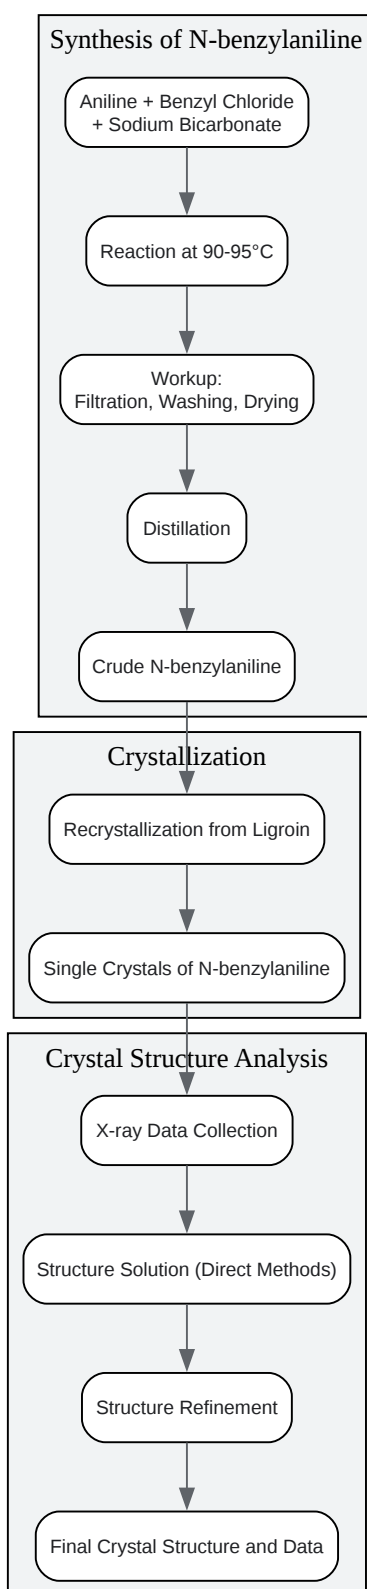 Synthesis of N-benzylaniline
Aniline + Benzyl Chloride
+ Sodium Bicarbonate
Reaction at 90-95°C
Workup:
Filtration, Washing, Drying
Distillation
Crude N-benzylaniline
Crystallization
Recrystallization from Ligroin
Single Crystals of N-benzylaniline
Crystal Structure Analysis
X-ray Data Collection
Structure Solution (Direct Methods)
Structure Refinement
Final Crystal Structure and Data